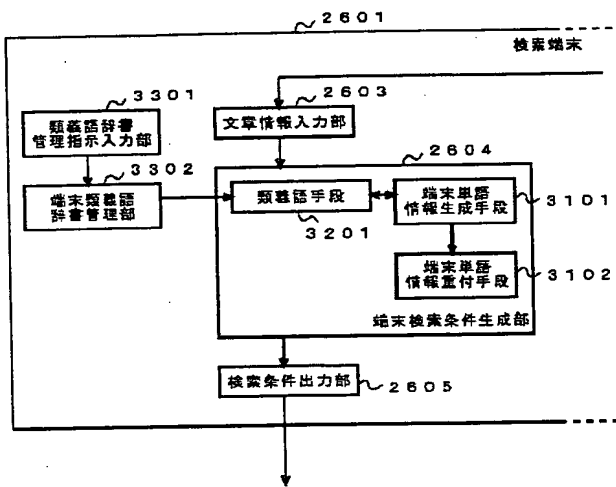 2601
検索端末
3301
類義語辞書
管理指示入力部
2603
文章情報入力部
3302
端末類義語
辞書管理部
2604
類義語手段
3201
端末単語
情報生成手段
3101
端末単語
情報重付手段
3102
端末検索条件生成部
検索条件出力部
2605